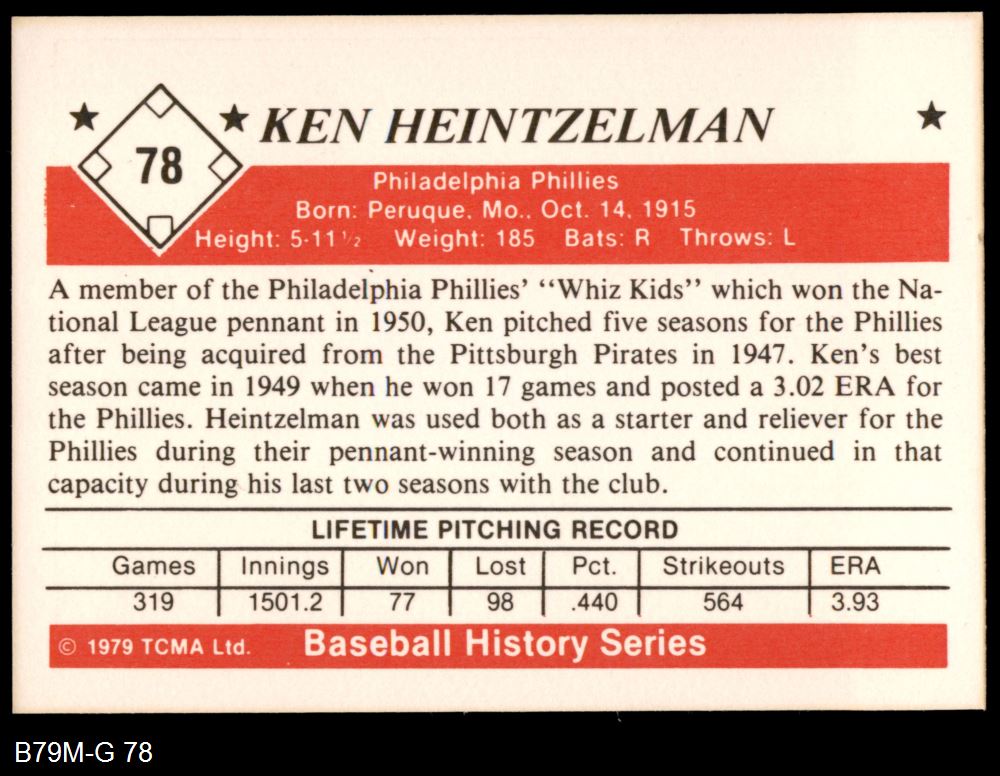 KEN HEINTZELMAN
78
Philadelphia Phillies
Born: Peruque, Mo., Oct. 14, 1915
Height: 5-11 1/2 Weight: 185 Bats: R Throws: L
A member of the Philadelphia Phillies’ “Whiz Kids” which won the Na-
tional League pennant in 1950, Ken pitched five seasons for the Phillies
after being acquired from the Pittsburgh Pirates in 1947. Ken’s best
season came in 1949 when he won 17 games and posted a 3.02 ERA for
the Phillies. Heintzelman was used both as a starter and reliever for the
Phillies during their pennant-winning season and continued in that
capacity during his last two seasons with the club.
LIFETIME PITCHING RECORD
Games Innings Won Lost Pct. Strikeouts ERA
319 1501.2 77 98 .440 564 3.93
© 1979 TCMA Ltd. Baseball History Series
B79M-G 78